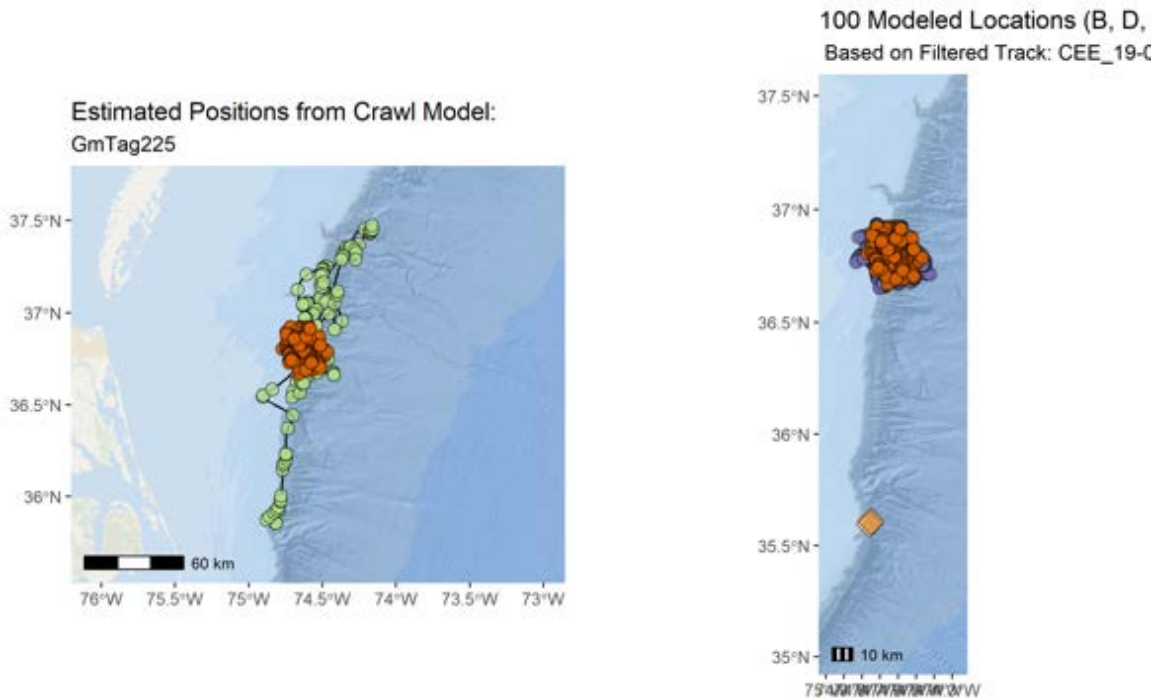 100 Modeled Locations (B, D,
Based on Filtered Track: CEE_19-0
Estimated Positions from Crawl Model:
GmTag225
37.5°N
37°N
36.5°N
36°N
60 km
76°W 75.5°W 75°W 74.5°W 74°W 73.5°W 73°W
37.5°N
37°N
36.5°N
36°N
35.5°N
35°N
10 km